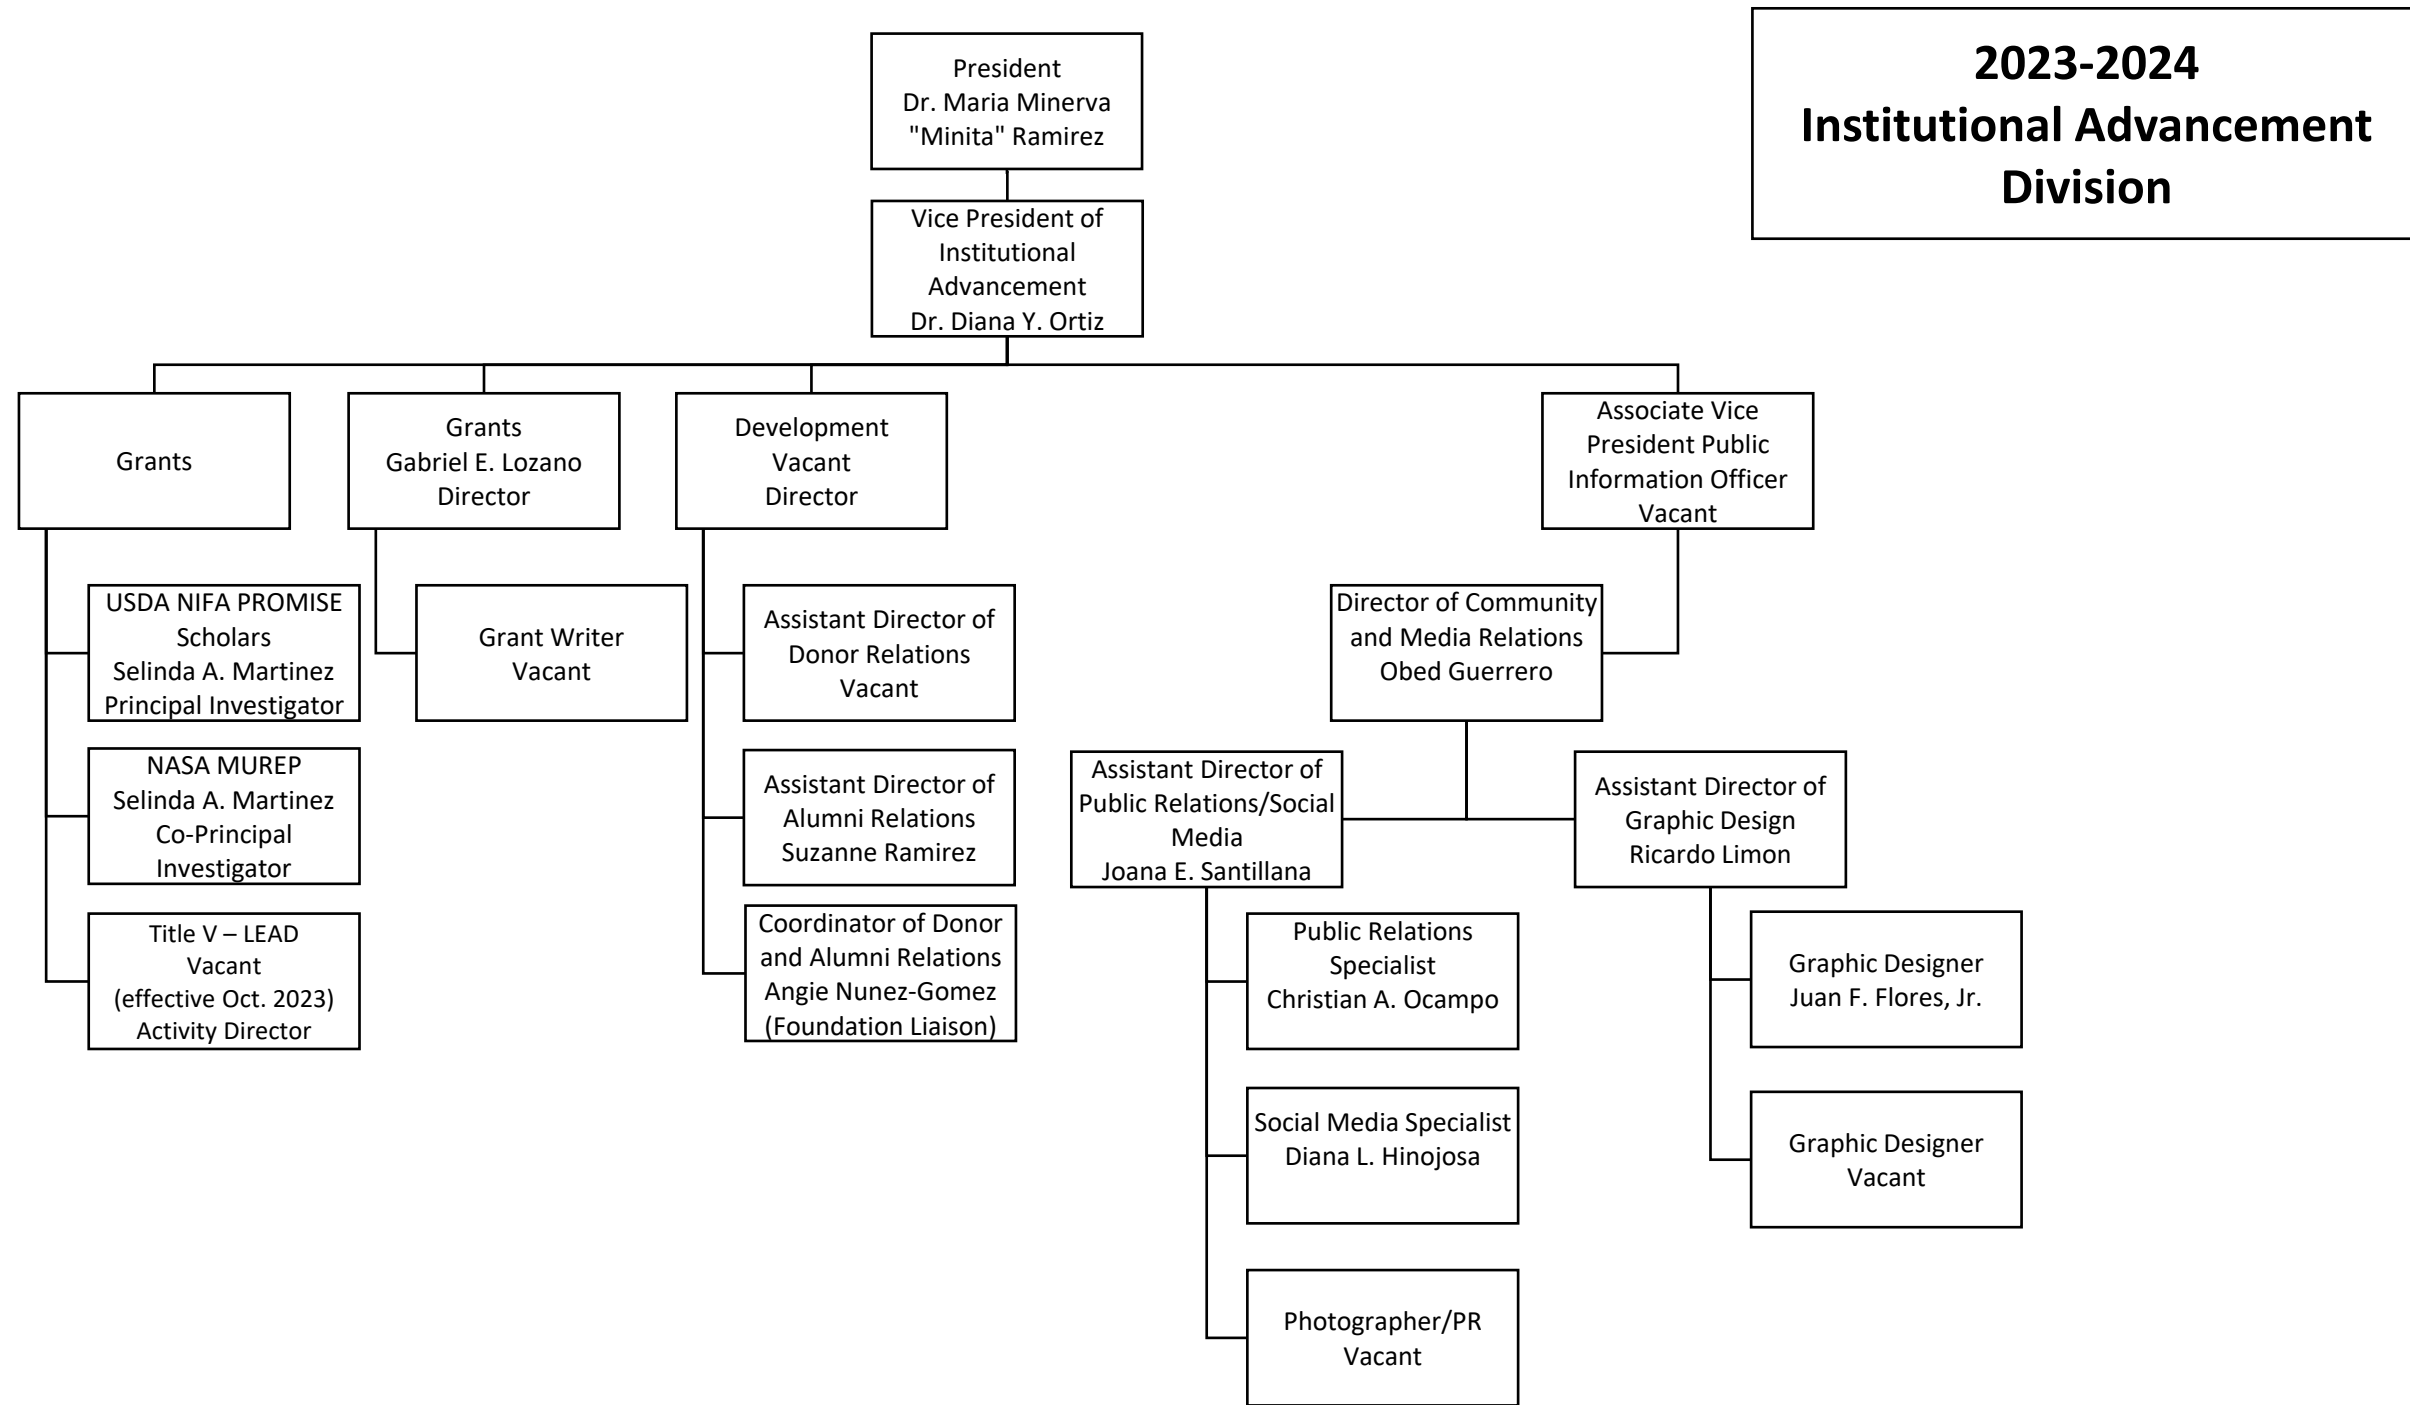 2023-2024
Institutional Advancement
Division
President
Dr. Maria Minerva
"Minita" Ramirez
Vice President of
Institutional
Advancement
Dr. Diana Y. Ortiz
Grants
Grants
Gabriel E. Lozano
Director
Development
Vacant
Director
Associate Vice
President Public
Information Officer
Vacant
USDA NIFA PROMISE
Scholars
Selinda A. Martinez
Principal Investigator
NASA MUREP
Selinda A. Martinez
Co-Principal
Investigator
Title V – LEAD
Vacant
(effective Oct. 2023)
Activity Director
Grant Writer
Vacant
Assistant Director of
Donor Relations
Vacant
Assistant Director of
Alumni Relations
Suzanne Ramirez
Coordinator of Donor
and Alumni Relations
Angie Nunez-Gomez
(Foundation Liaison)
Director of Community
and Media Relations
Obed Guerrero
Assistant Director of
Public Relations/Social
Media
Joana E. Santillana
Public Relations
Specialist
Christian A. Ocampo
Social Media Specialist
Diana L. Hinojosa
Photographer/PR
Vacant
Assistant Director of
Graphic Design
Ricardo Limon
Graphic Designer
Juan F. Flores, Jr.
Graphic Designer
Vacant